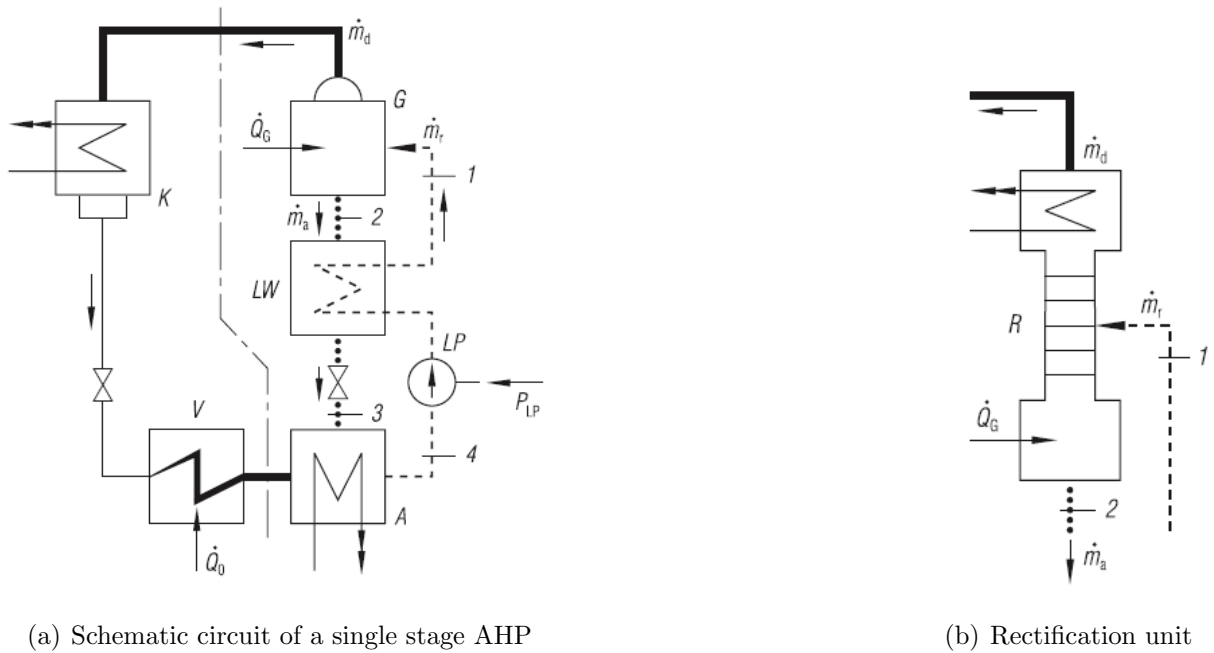 ṁd
G
Q̇G
ṁr
1
K
ṁa
2
LW
LP
PLP
3
V
4
A
Q̇0
(a) Schematic circuit of a single stage AHP
ṁd
ṁr
R
1
Q̇G
2
ṁa
(b) Rectification unit